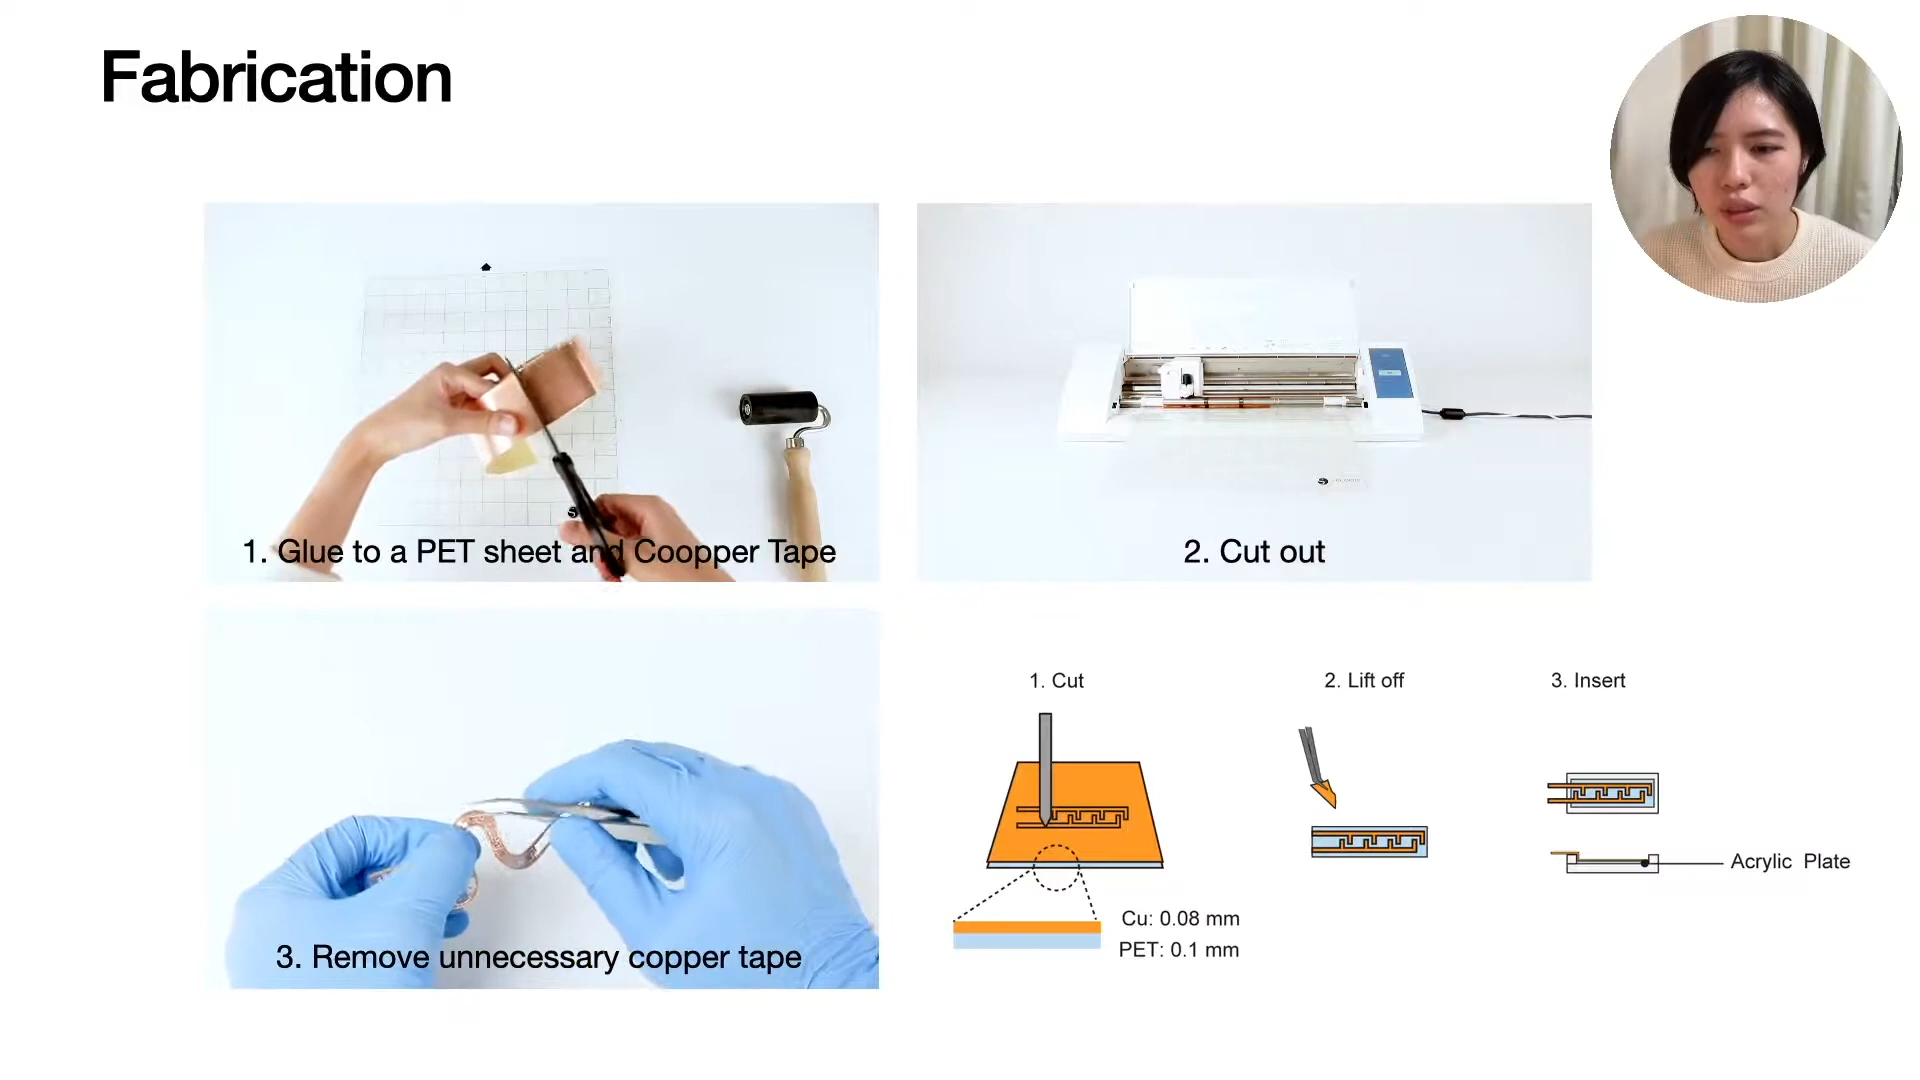 Fabrication
1. Glue to a PET sheet and Coopper Tape
2. Cut out
3. Remove unnecessary copper tape
1. Cut
2. Lift off
3. Insert
Acrylic Plate
Cu: 0.08 mm
PET: 0.1 mm